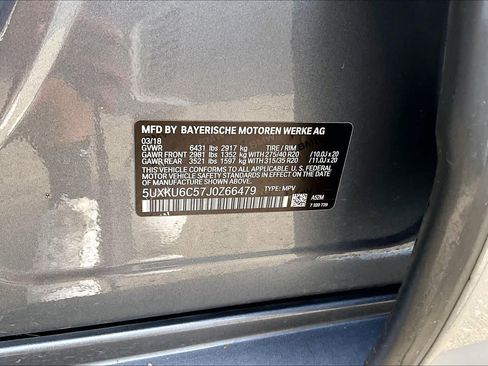 MFD BY BAYERISCHE MOTOREN WERKE AG
03/18
GVWR 6431 lbs 2917 kg TIRE / RIM
GAWR FRONT 2981 lbs 1352 kg WITH 275/40 R20 /10.0J x 20
GAWR REAR 3521 lbs 1597 kg WITH 315/35 R20 /11.0J x 20
THIS VEHICLE CONFORMS TO ALL APPLICABLE U.S. FEDERAL
MOTOR VEHICLE SAFETY STANDARDS IN EFFECT ON THE DATE
OF MANUFACTURE SHOWN ABOVE.
5UXKU6C57J0Z66479 TYPE: MPV
A52M